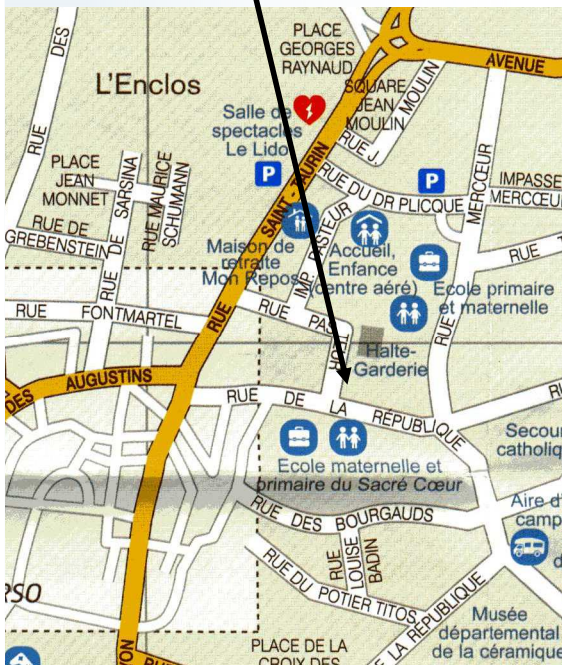 PLACE
GEORGES
RAYNAUD
AVENUE
RUE DES
L'Enclos
SQUARE
JEAN
MOULIN
RUE J. MOULIN
Salle de
spectacles
Le Lido
P
PLACE
JEAN
MONNET
RUE DE SARSINA
RUE MAURICE
SCHUMANN
RUE DE
GREBENSTEIN
RUE SAINT - TAURIN
RUE DU DR PLICQUE
P
IMPASSE
MERCŒUR
RUE MERCŒUR
IMP. PASTEUR
Maison de
retraite
Mon Repos
Accueil,
Enfance
(centre aéré)
Ecole primaire
et maternelle
RUE
RUE FONTMARTEL
RUE
Halte-
Garderie
DES AUGUSTINS
RUE DE LA RÉPUBLIQUE
Ecole maternelle et
primaire du Sacré Cœur
Secou
catholiq
RUE DES BOURGAUDS
RUE
LOUISE
BADIN
RUE DU POTIER TITOS
Aire d'
camp
d
RSO
YON
PLACE DE LA
CROIX DES
DE LA RÉPUBLIQUE
Musée
départemental
de la céramique